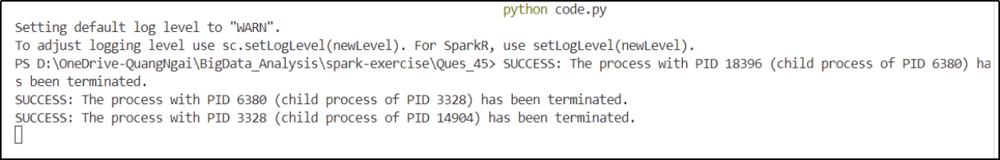 python code.py
Setting default log level to "WARN".
To adjust logging level use sc.setLogLevel(newLevel). For SparkR, use setLogLevel(newLevel).
PS D:\OneDrive-QuangNgai\BigData_Analysis\spark-exercise\Ques_45> SUCCESS: The process with PID 18396 (child process of PID 6380) ha
s been terminated.
SUCCESS: The process with PID 6380 (child process of PID 3328) has been terminated.
SUCCESS: The process with PID 3328 (child process of PID 14904) has been terminated.